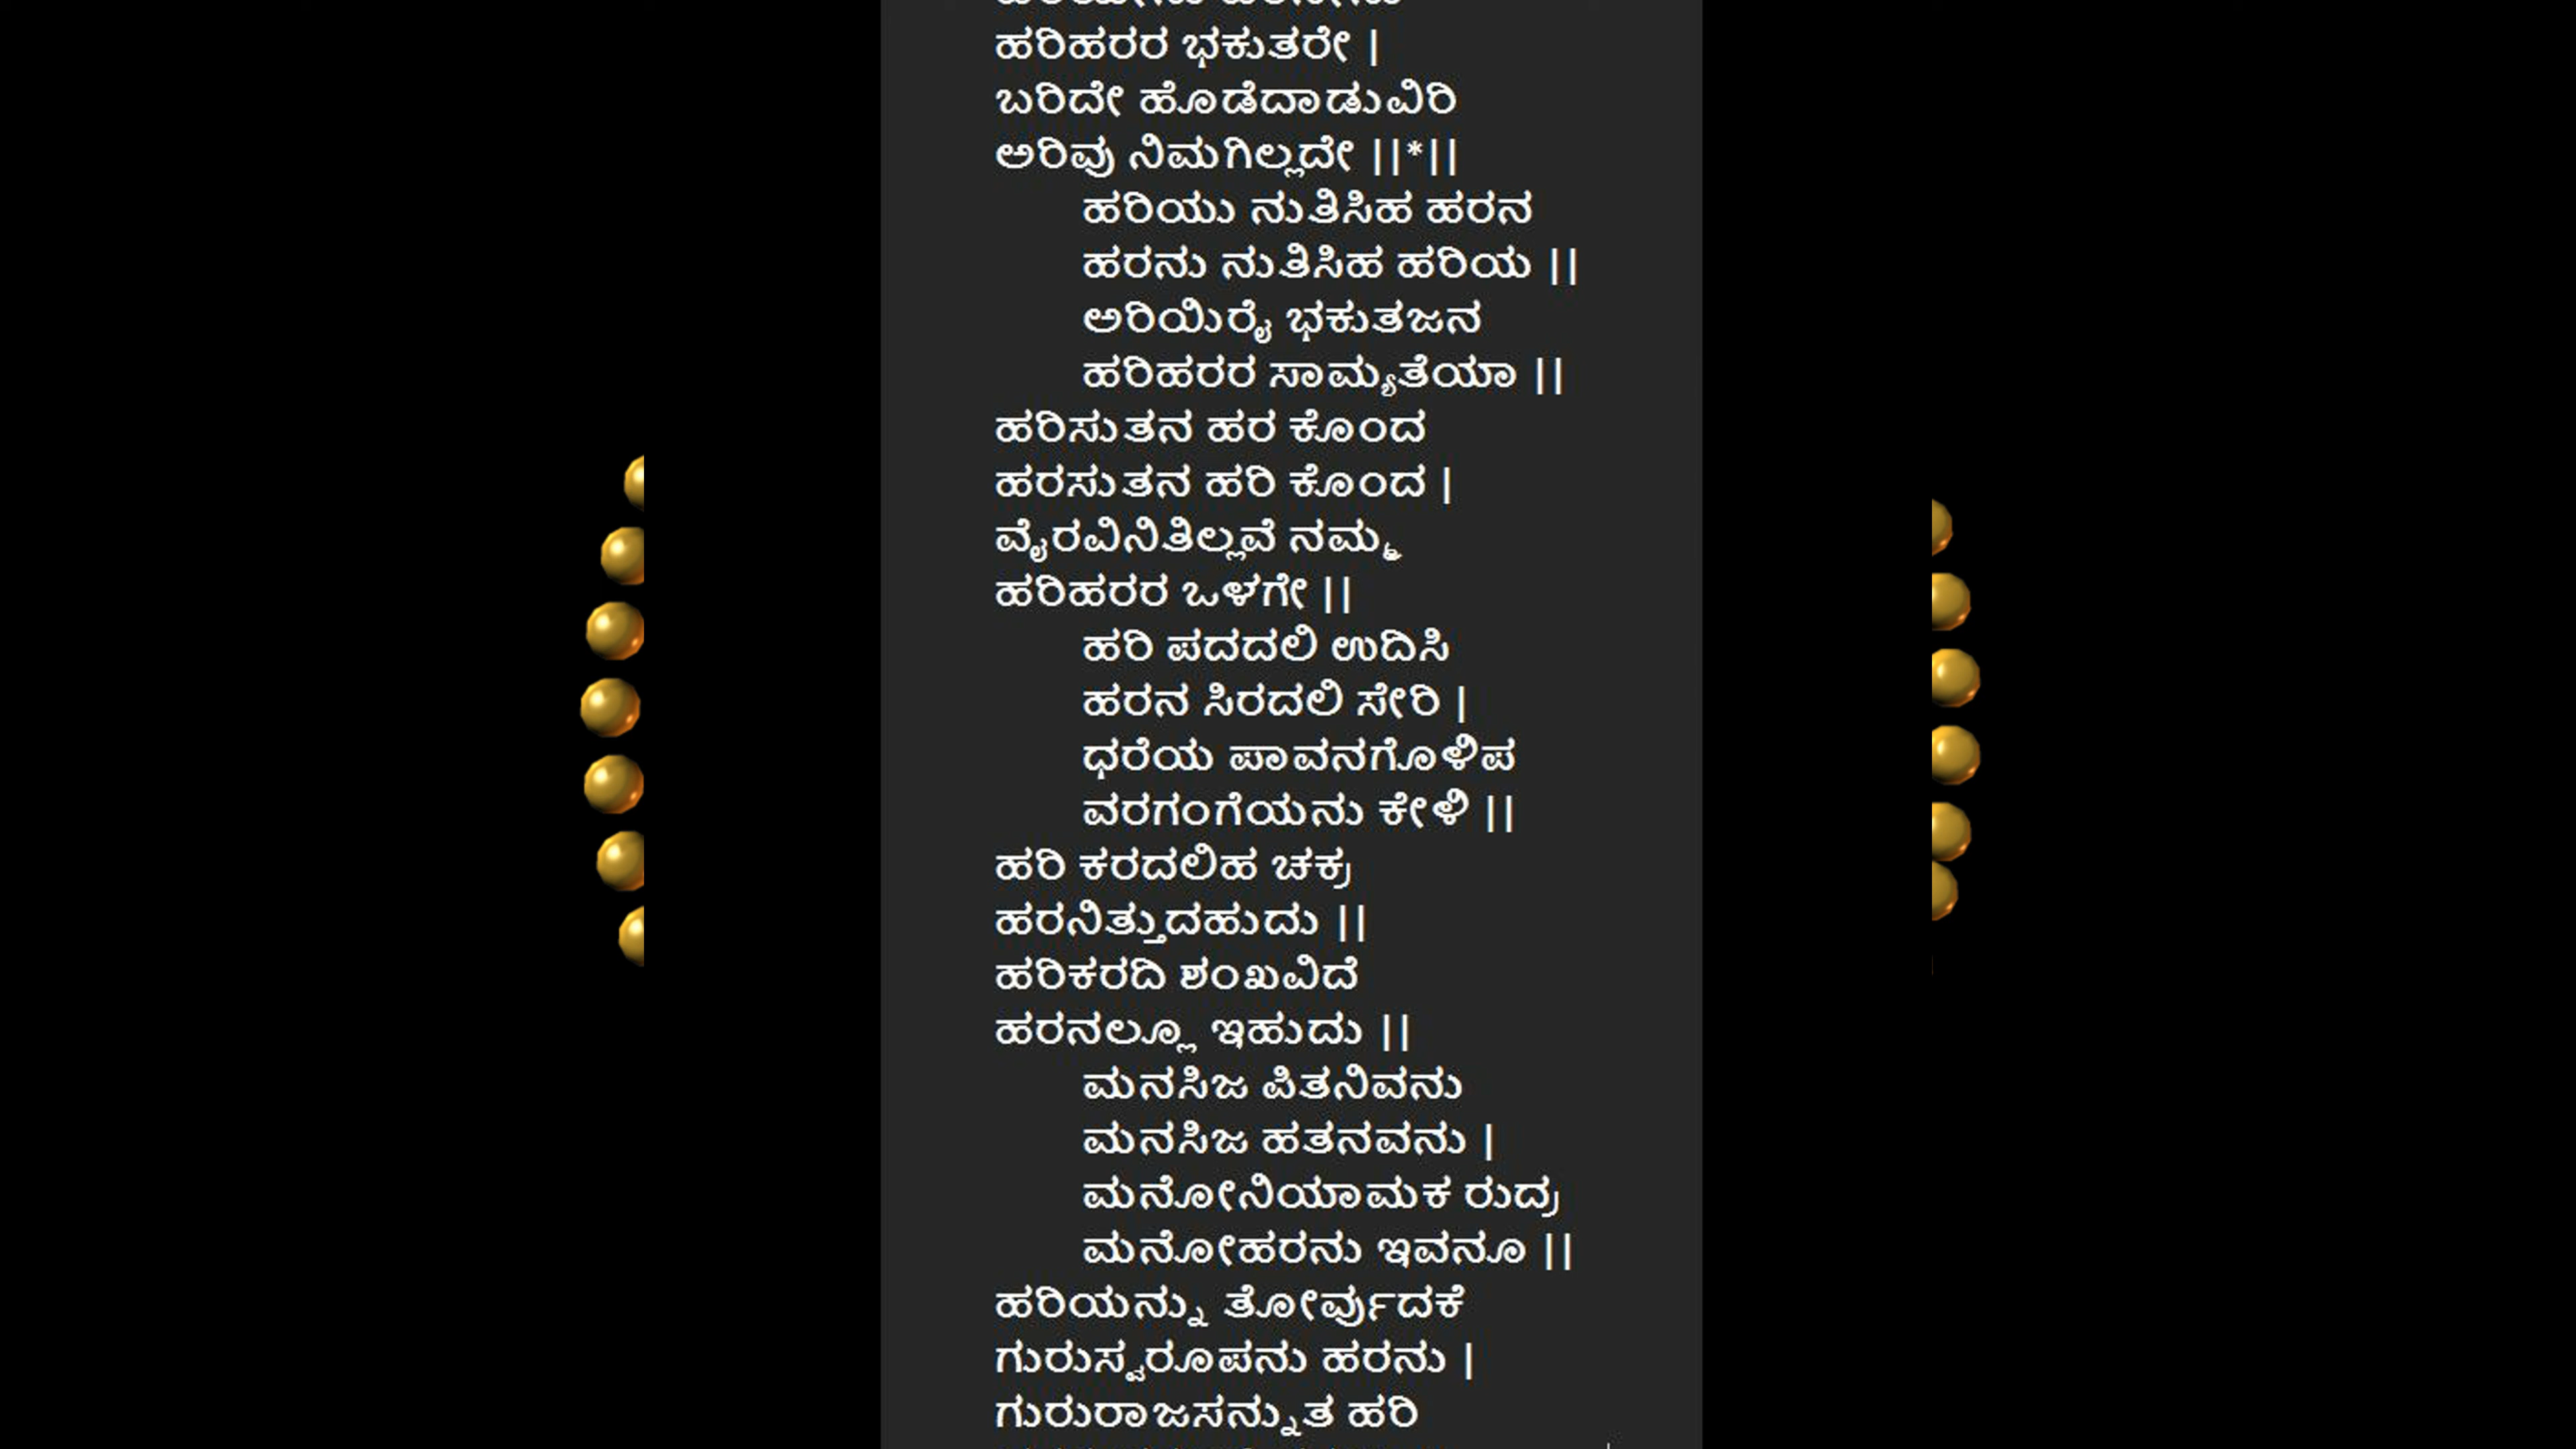 ಹರಿಹರರ ಭಕುತರೇ |
ಬರಿದೇ ಹೊಡೆದಾಡುವಿರಿ
ಅರಿವು ನಿಮಗಿಲ್ಲದೇ ||*||
ಹರಿಯು ನುತಿಸಿಹ ಹರನ
ಹರನು ನುತಿಸಿಹ ಹರಿಯ ||
ಅರಿಯಿರೈ ಭಕುತಜನ
ಹರಿಹರರ ಸಾಮ್ಯತೆಯಾ ||
ಹರಿಸುತನ ಹರ ಕೊಂದ
ಹರಸುತನ ಹರಿ ಕೊಂದ |
ವೈರವಿನಿತಿಲ್ಲವೆ ನಮ್ಮ
ಹರಿಹರರ ಒಳಗೇ ||
ಹರಿ ಪದದಲಿ ಉದಿಸಿ
ಹರನ ಸಿರದಲಿ ಸೇರಿ |
ಧರೆಯ ಪಾವನಗೊಳಿಪ
ವರಗಂಗೆಯನು ಕೇಳಿ ||
ಹರಿ ಕರದಲಿಹ ಚಕ್ರ
ಹರನಿತ್ತುದಹುದು ||
ಹರಿಕರದಿ ಶಂಖವಿದೆ
ಹರನಲ್ಲೂ ಇಹುದು ||
ಮನಸಿಜ ಪಿತನಿವನು
ಮನಸಿಜ ಹತನವನು |
ಮನೋನಿಯಾಮಕ ರುದ್ರ
ಮನೋಹರನು ಇವನೂ ||
ಹರಿಯನ್ನು ತೋರ್ವುದಕೆ
ಗುರುಸ್ವರೂಪನು ಹರನು |
ಗುರುರಾಜಸನ್ನುತ ಹರಿ